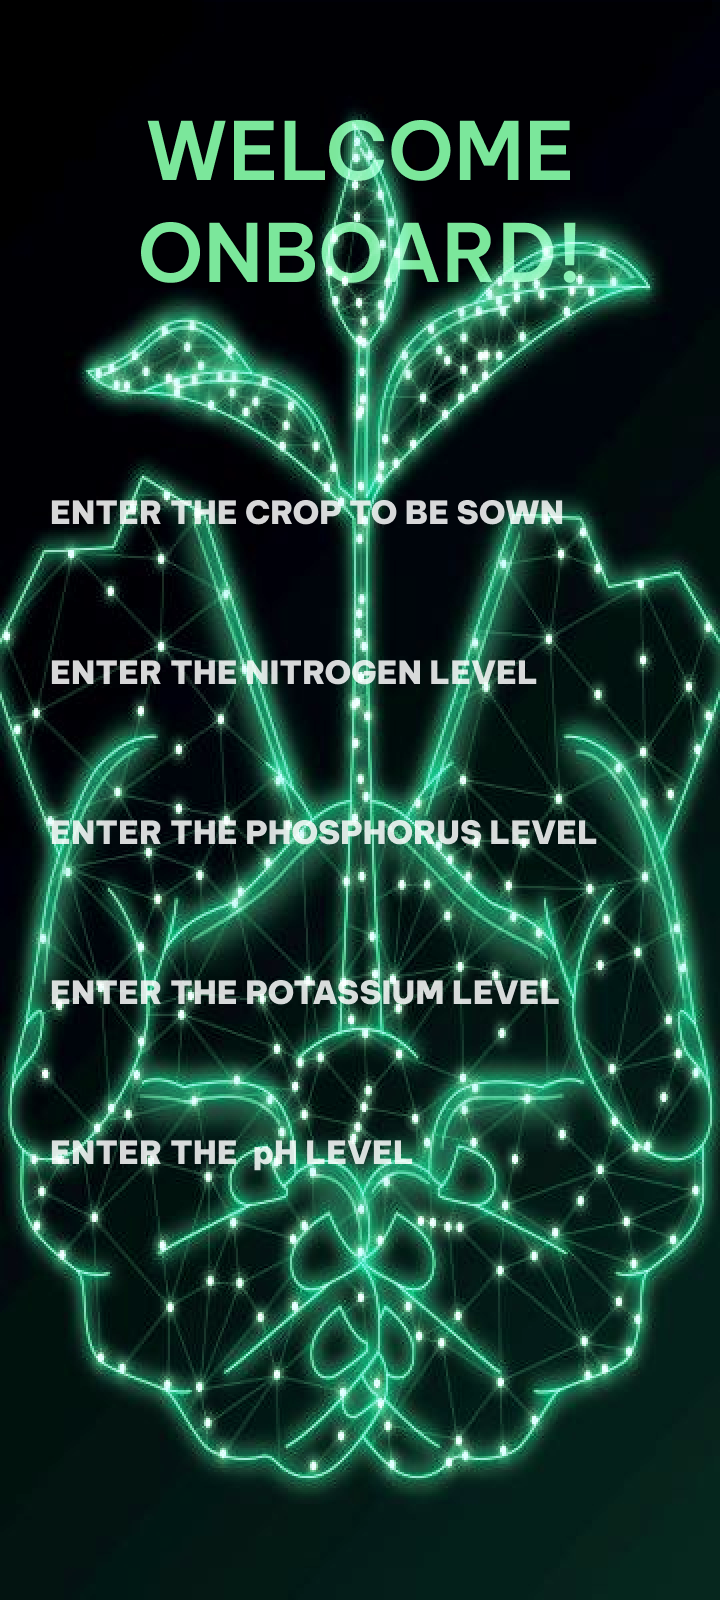 WELCOME
ONBOARD!
ENTER THE CROP TO BE SOWN
ENTER THE NITROGEN LEVEL
ENTER THE PHOSPHORUS LEVEL
ENTER THE POTASSIUM LEVEL
ENTER THE  pH LEVEL